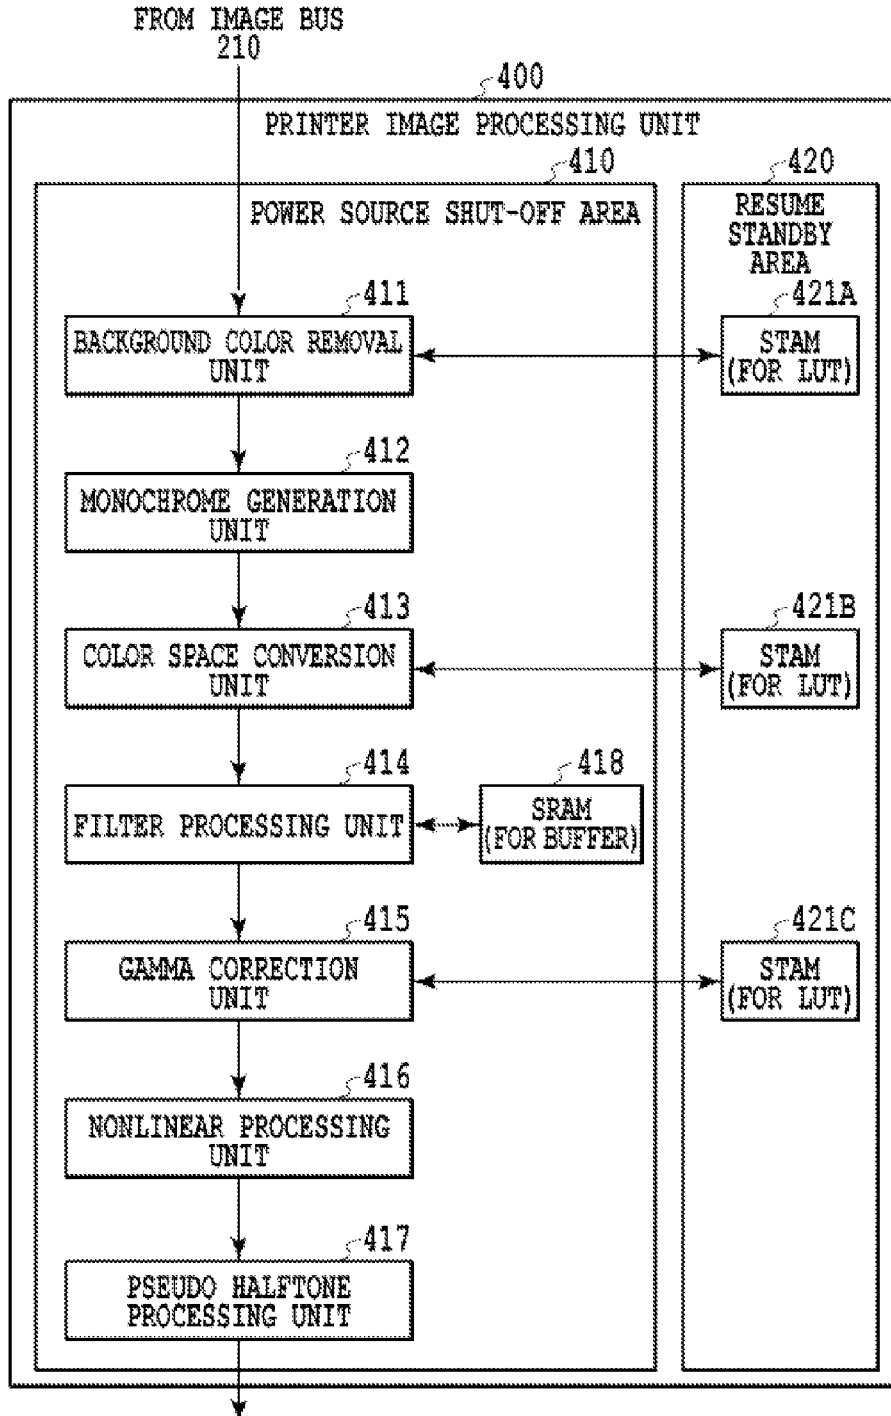 FROM IMAGE BUS
210
400
PRINTER IMAGE PROCESSING UNIT
410
420
POWER SOURCE SHUT-OFF AREA
RESUME
STANDBY
AREA
411
BACKGROUND COLOR REMOVAL
UNIT
421A
STAM
(FOR LUT)
412
MONOCHROME GENERATION
UNIT
413
COLOR SPACE CONVERSION
UNIT
421B
STAM
(FOR LUT)
414
FILTER PROCESSING UNIT
418
SRAM
(FOR BUFFER)
415
GAMMA CORRECTION
UNIT
421C
STAM
(FOR LUT)
416
NONLINEAR PROCESSING
UNIT
417
PSEUDO HALFTONE
PROCESSING UNIT